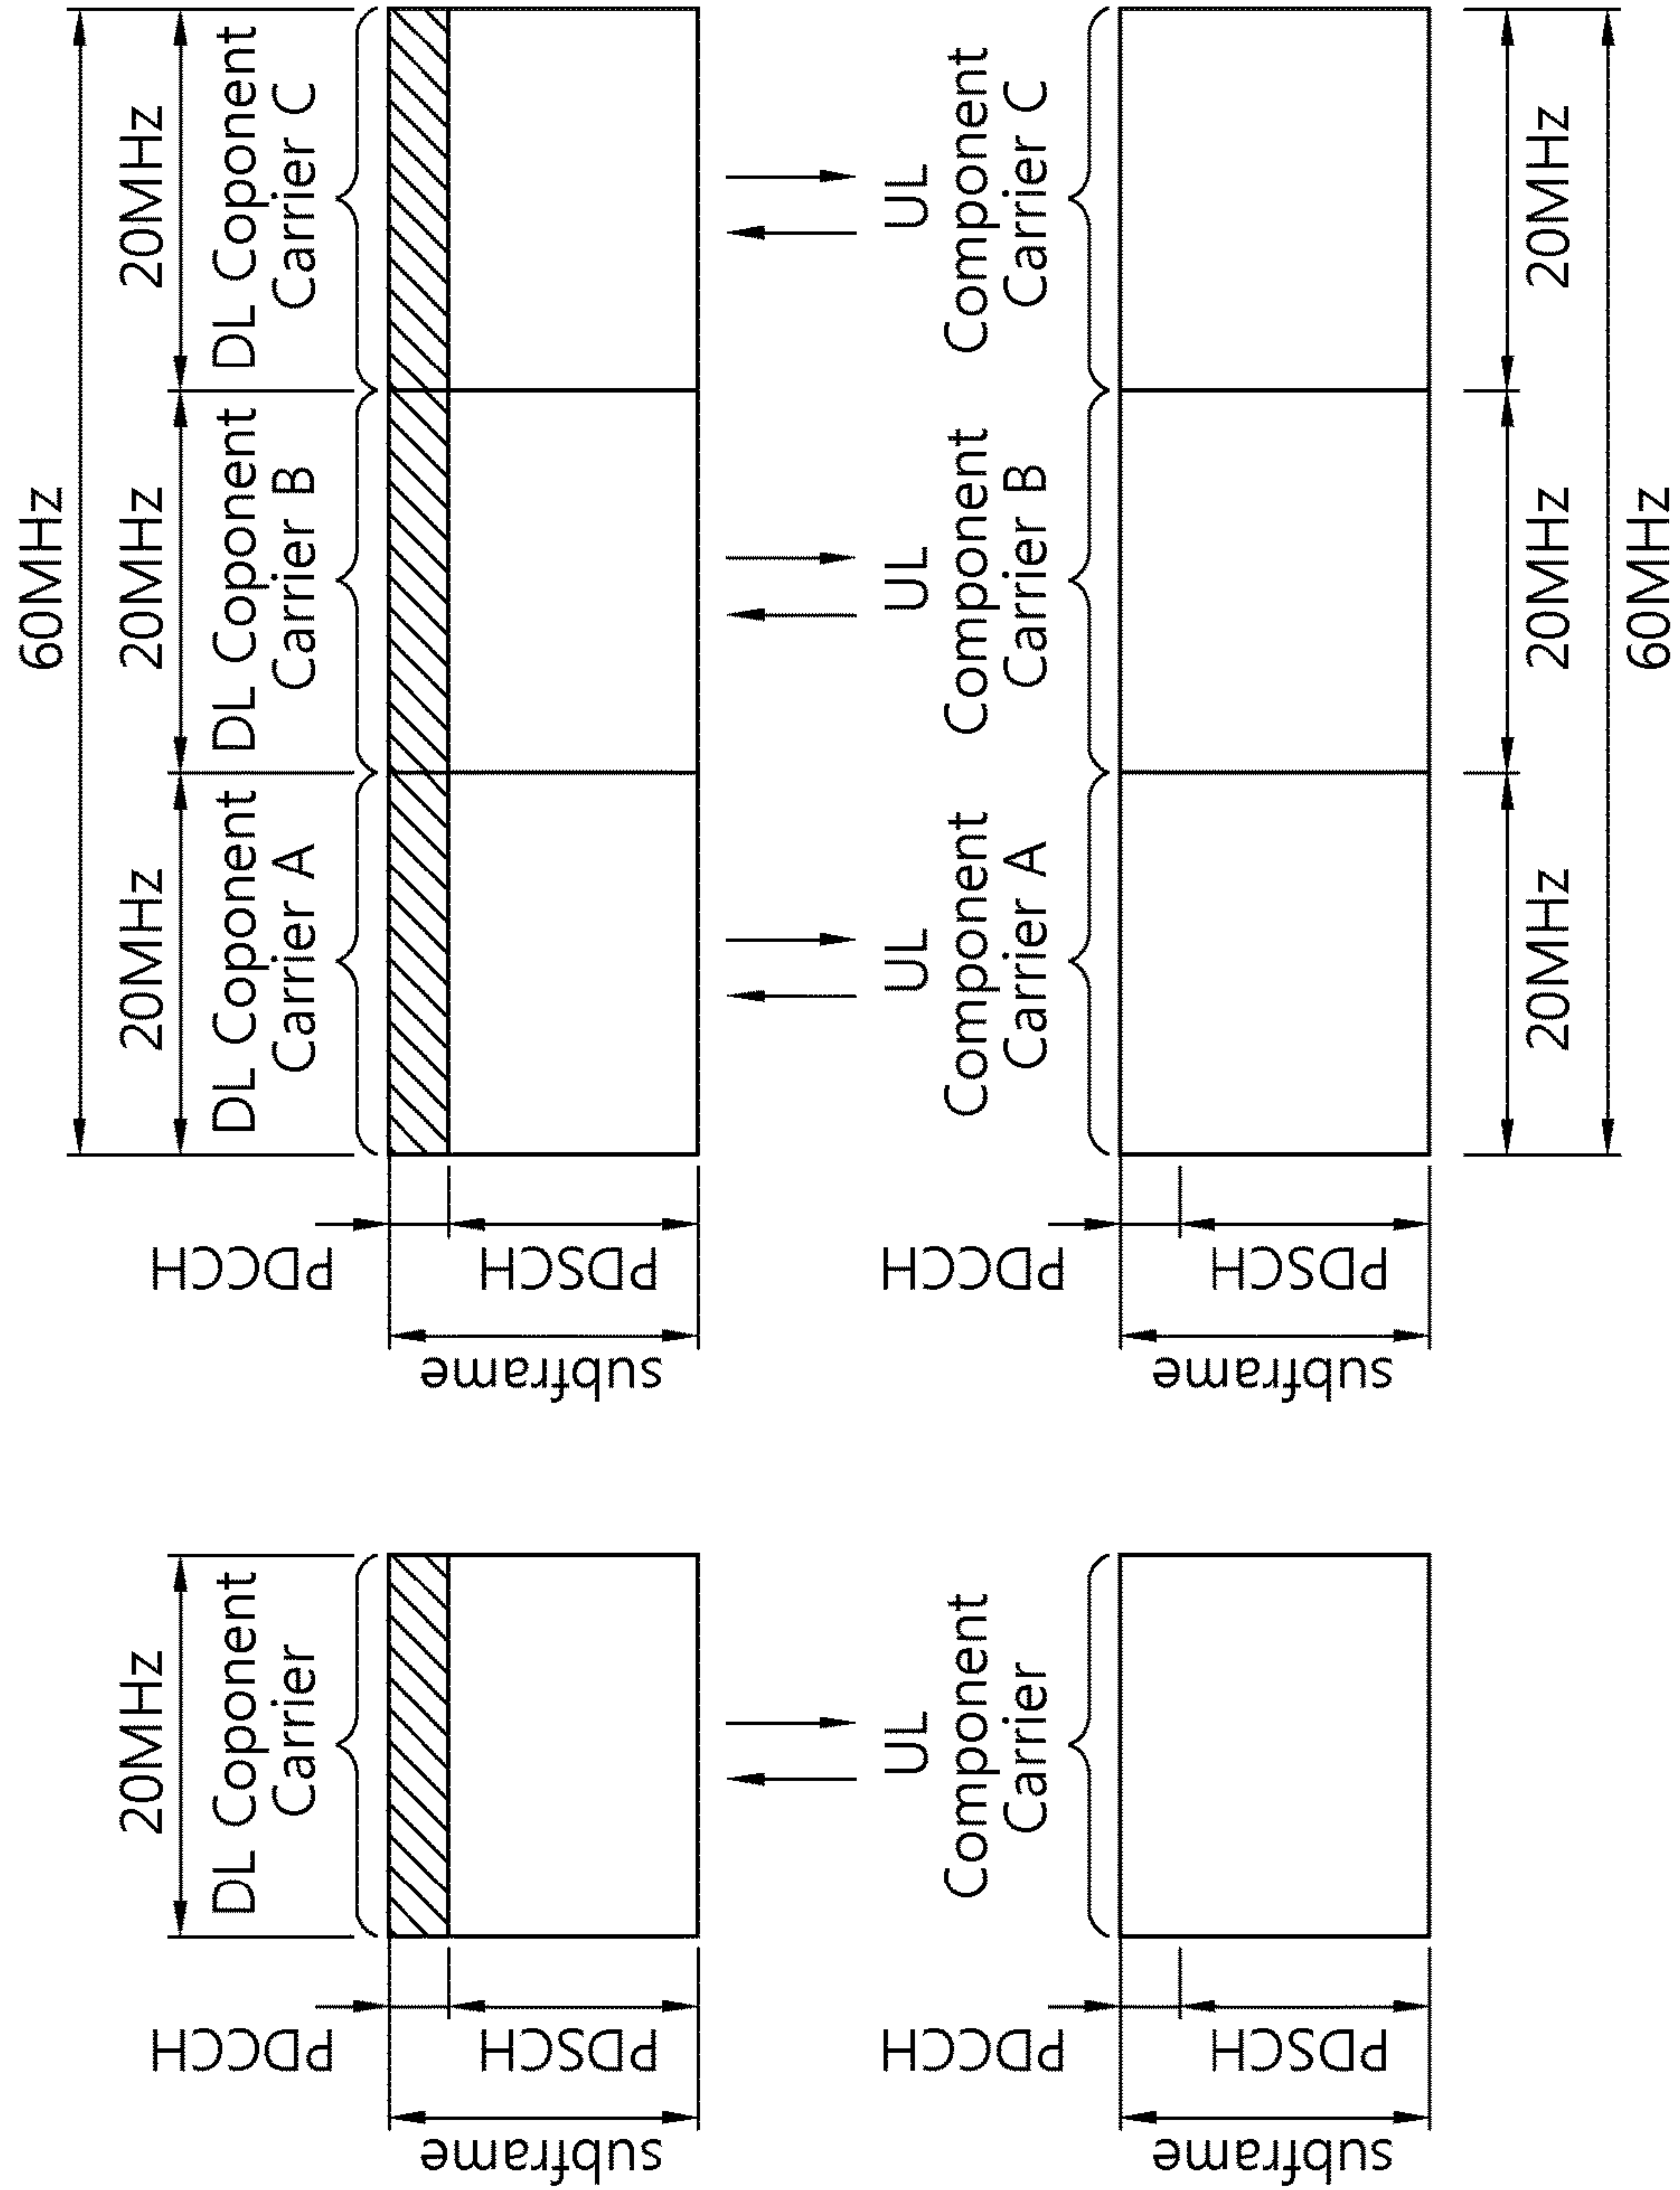 20MHz
DL Coponent
Carrier
PDCCH
PDSCH
subframe
UL
Component
Carrier
PDCCH
PDSCH
subframe
60MHz
20MHz
20MHz
20MHz
DL Coponent
Carrier A
DL Coponent
Carrier B
DL Coponent
Carrier C
PDCCH
PDSCH
subframe
UL
Component
Carrier A
UL
Component
Carrier B
UL
Component
Carrier C
PDCCH
PDSCH
subframe
20MHz
20MHz
20MHz
60MHz